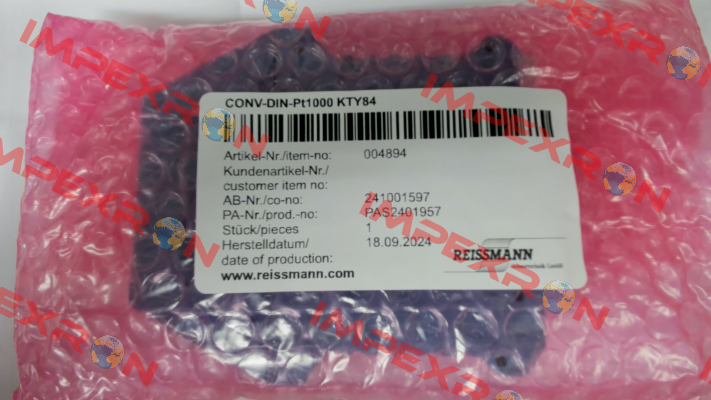 CONV-DIN-Pt1000 KTY84
Artikel-Nr./item-no: 004894
Kundenartikel-Nr./
customer item no:
AB-Nr./co-no: 241001597
PA-Nr./prod.-no: PAS2401957
Stück/pieces 1
Herstelldatum/ 18.09.2024
date of production:
www.reissmann.com
REISSMANN
IMPEXRON